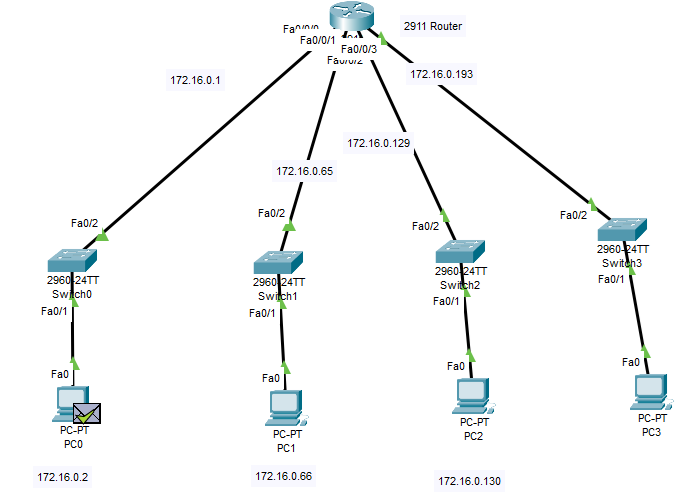 2911 Router
Fa0/0/0
Fa0/0/1
Fa0/0/3
Fa0/0/2
172.16.0.1
172.16.0.193
172.16.0.129
172.16.0.65
Fa0/2
Fa0/2
Fa0/2
Fa0/2
2960-24TT
Switch0
2960-24TT
Switch1
2960-24TT
Switch2
2960-24TT
Switch3
Fa0/1
Fa0/1
Fa0/1
Fa0/1
Fa0
Fa0
Fa0
Fa0
PC-PT
PC0
PC-PT
PC1
PC-PT
PC2
PC-PT
PC3
172.16.0.2
172.16.0.66
172.16.0.130